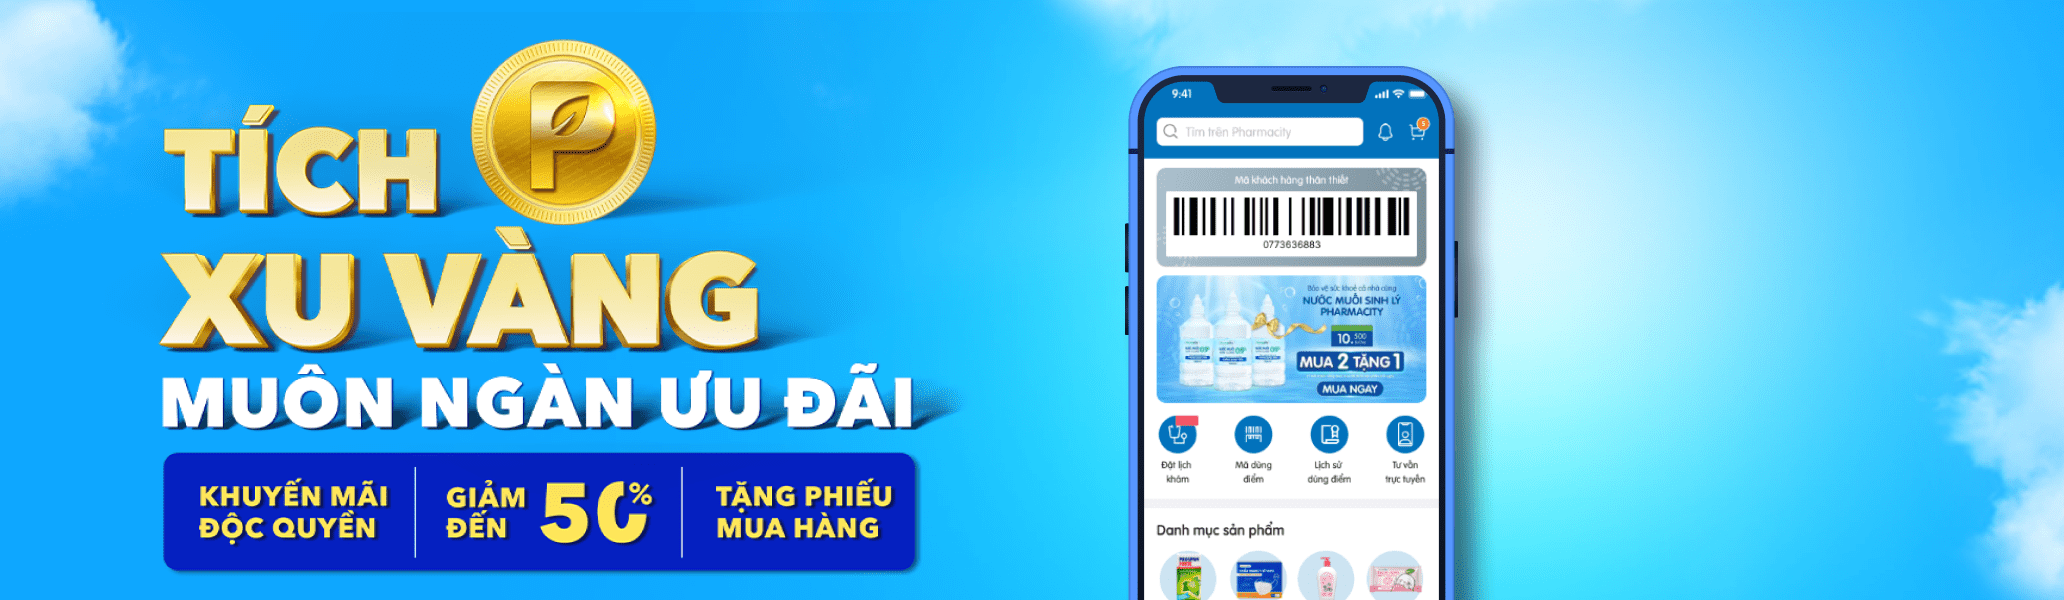 TÍCH
P
XU VÀNG
MUÔN NGÀN ƯU ĐÃI
KHUYẾN MÃI
ĐỘC QUYỀN
GIẢM
ĐẾN
50%
TẶNG PHIẾU
MUA HÀNG
9:41
Tìm trên Pharmacity
5
Mã khách hàng thân thiết
0773636883
Bảo vệ sức khoẻ cả nhà cùng
NƯỚC MUỐI SINH LÝ
PHARMACITY
10.500
MUA 2 TẶNG 1
MUA NGAY
Đặt lịch
khám
Mã dùng
điểm
Lịch sử
dùng điểm
Tư vấn
trực tuyến
Danh mục sản phẩm